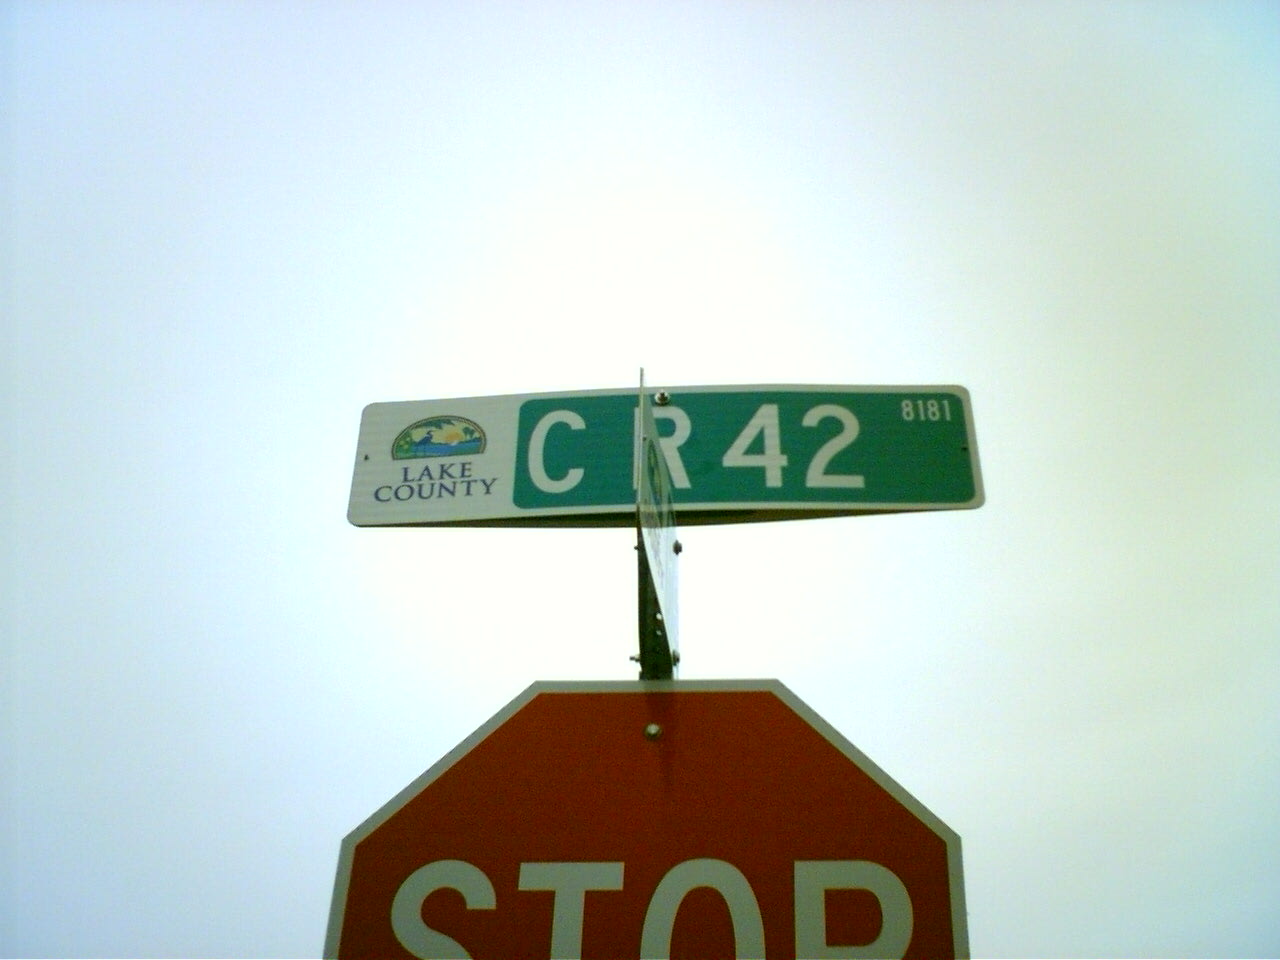 LAKE
COUNTY
C R 42
8181
STOP